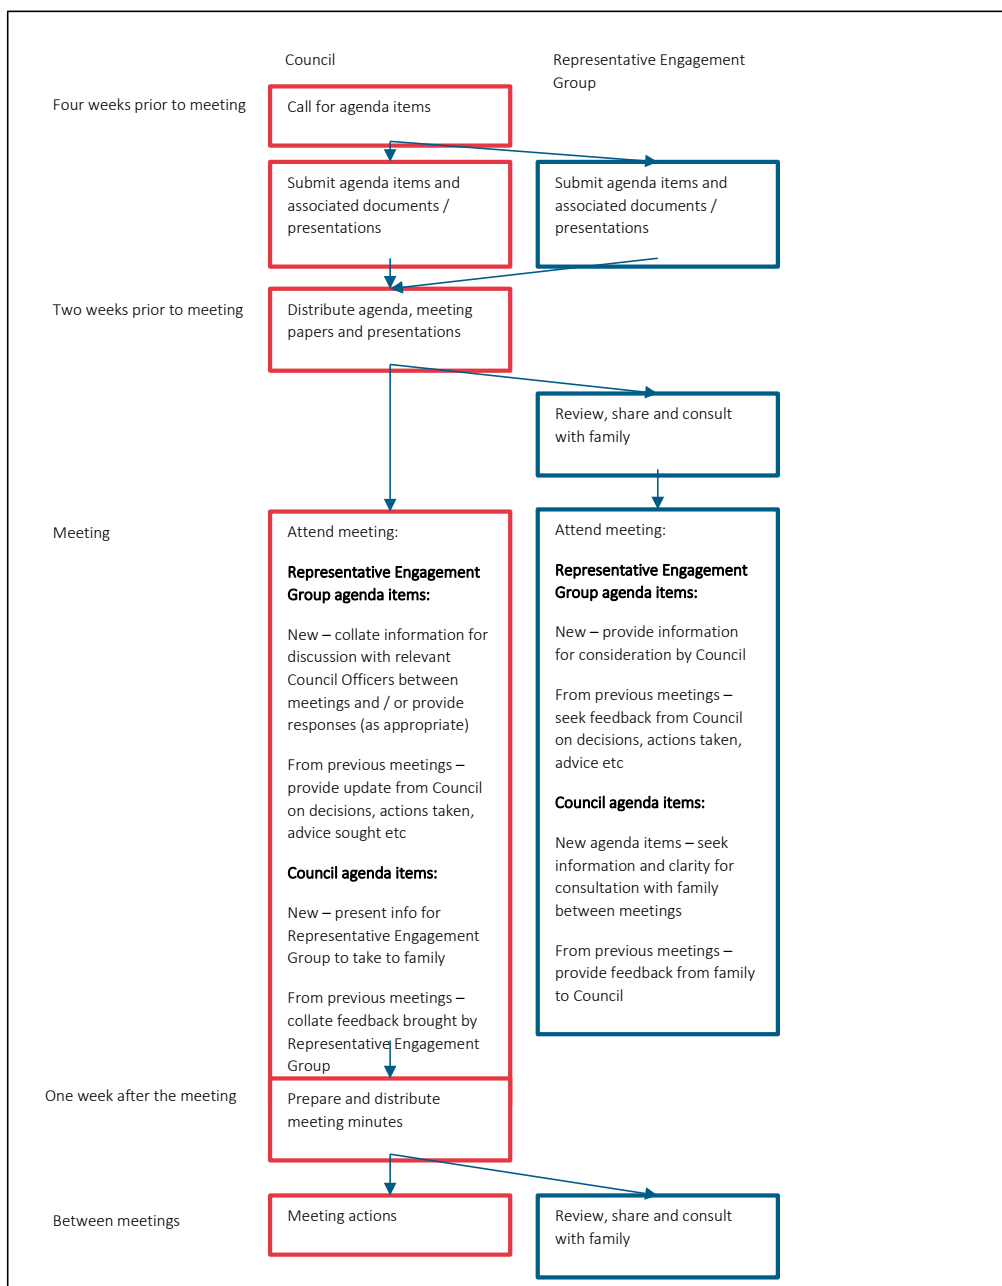 Council
Representative Engagement
Group
Four weeks prior to meeting
Call for agenda items
Submit agenda items and
associated documents /
presentations
Submit agenda items and
associated documents /
presentations
Two weeks prior to meeting
Distribute agenda, meeting
papers and presentations
Review, share and consult
with family
Meeting
Attend meeting:
Representative Engagement
Group agenda items:
New – collate information for
discussion with relevant
Council Officers between
meetings and / or provide
responses (as appropriate)
From previous meetings –
provide update from Council
on decisions, actions taken,
advice sought etc
Council agenda items:
New – present info for
Representative Engagement
Group to take to family
From previous meetings –
collate feedback brought by
Representative Engagement
Group
Attend meeting:
Representative Engagement
Group agenda items:
New – provide information
for consideration by Council
From previous meetings –
seek feedback from Council
on decisions, actions taken,
advice etc
Council agenda items:
New agenda items – seek
information and clarity for
consultation with family
between meetings
From previous meetings –
provide feedback from family
to Council
One week after the meeting
Prepare and distribute
meeting minutes
Between meetings
Meeting actions
Review, share and consult
with family